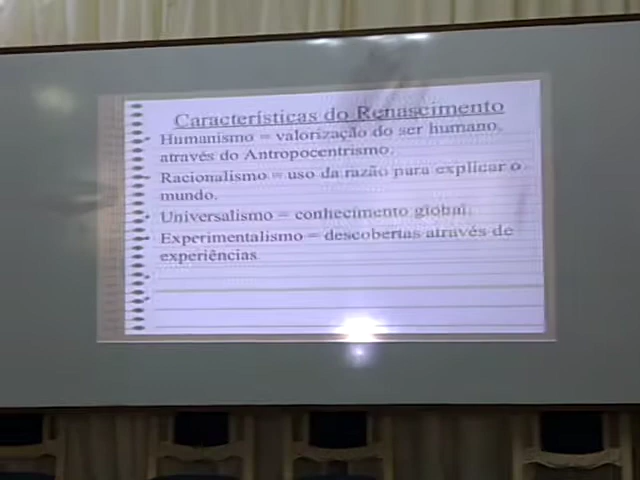 Características do Renascimento
Humanismo = valorização do ser humano,
através do Antropocentrismo.
Racionalismo = uso da razão para explicar o
mundo.
Universalismo = conhecimento global.
Experimentalismo = descobertas através de
experiências